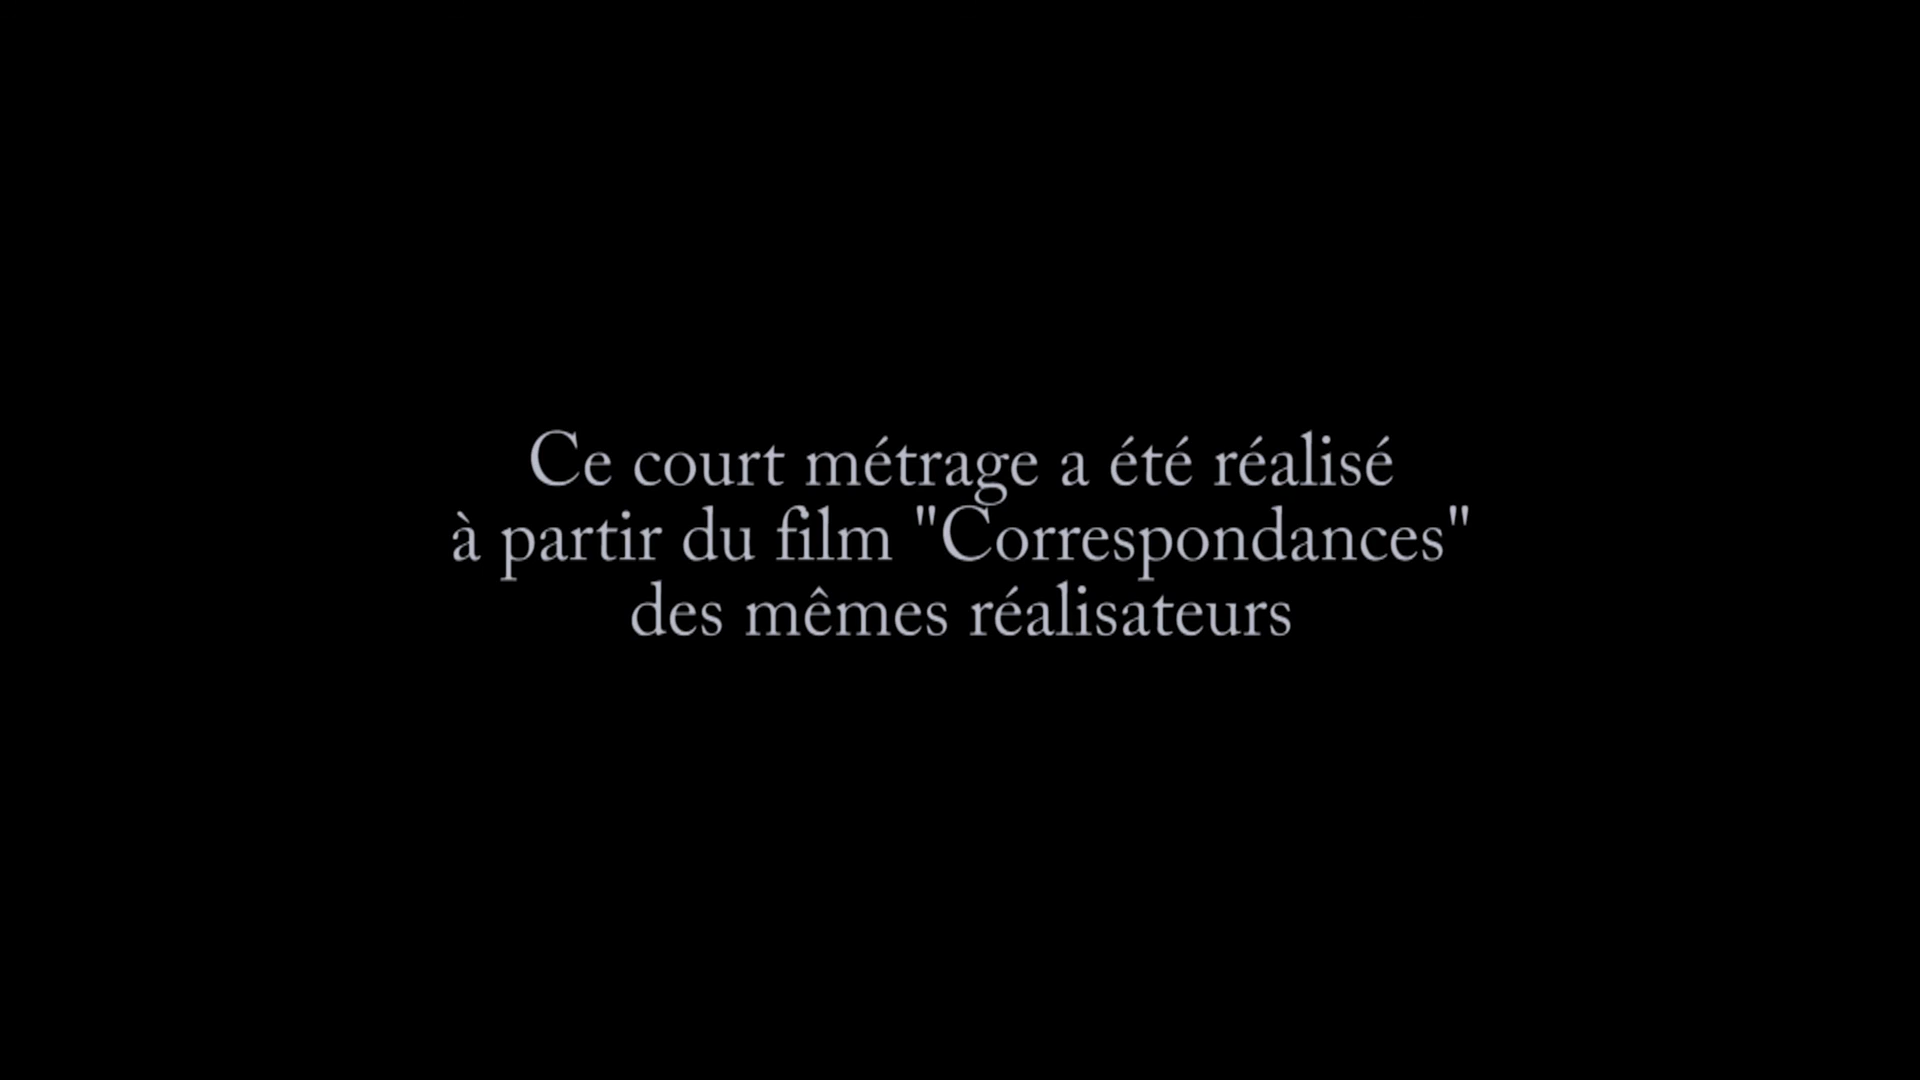 Ce court métrage a été réalisé
à partir du film "Correspondances"
des mêmes réalisateurs